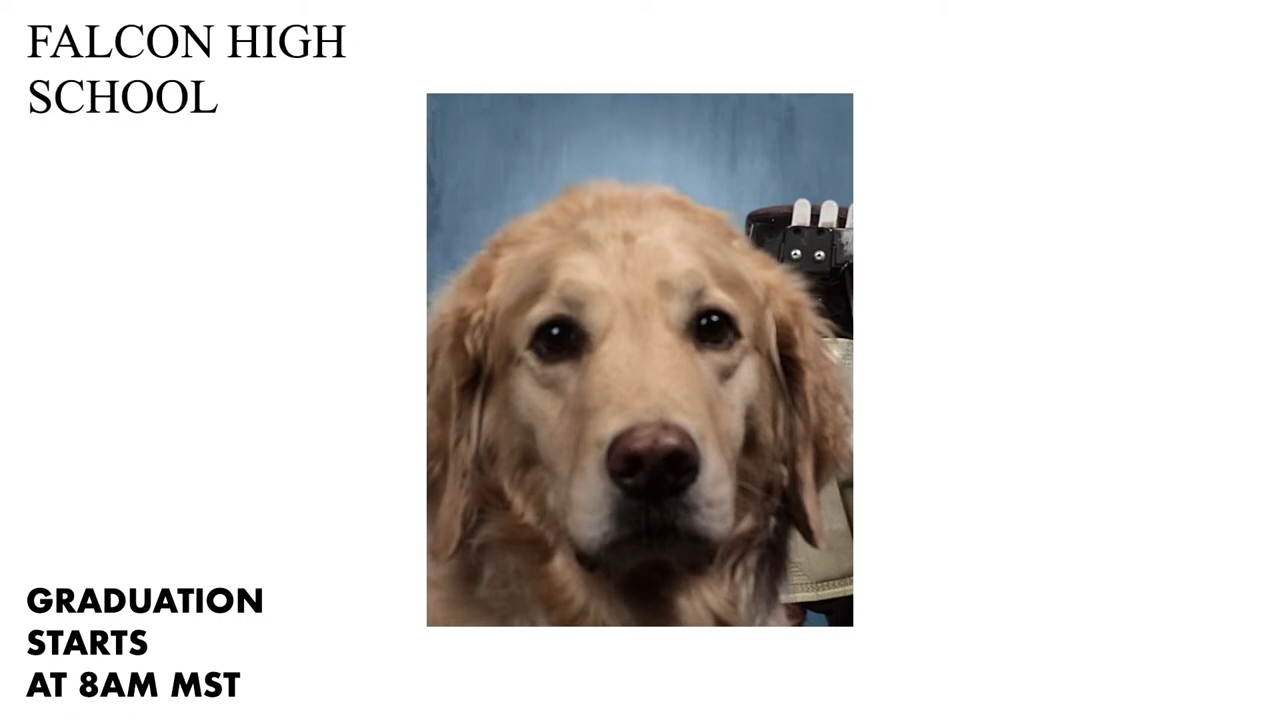 FALCON HIGH
SCHOOL
GRADUATION
STARTS
AT 8AM MST